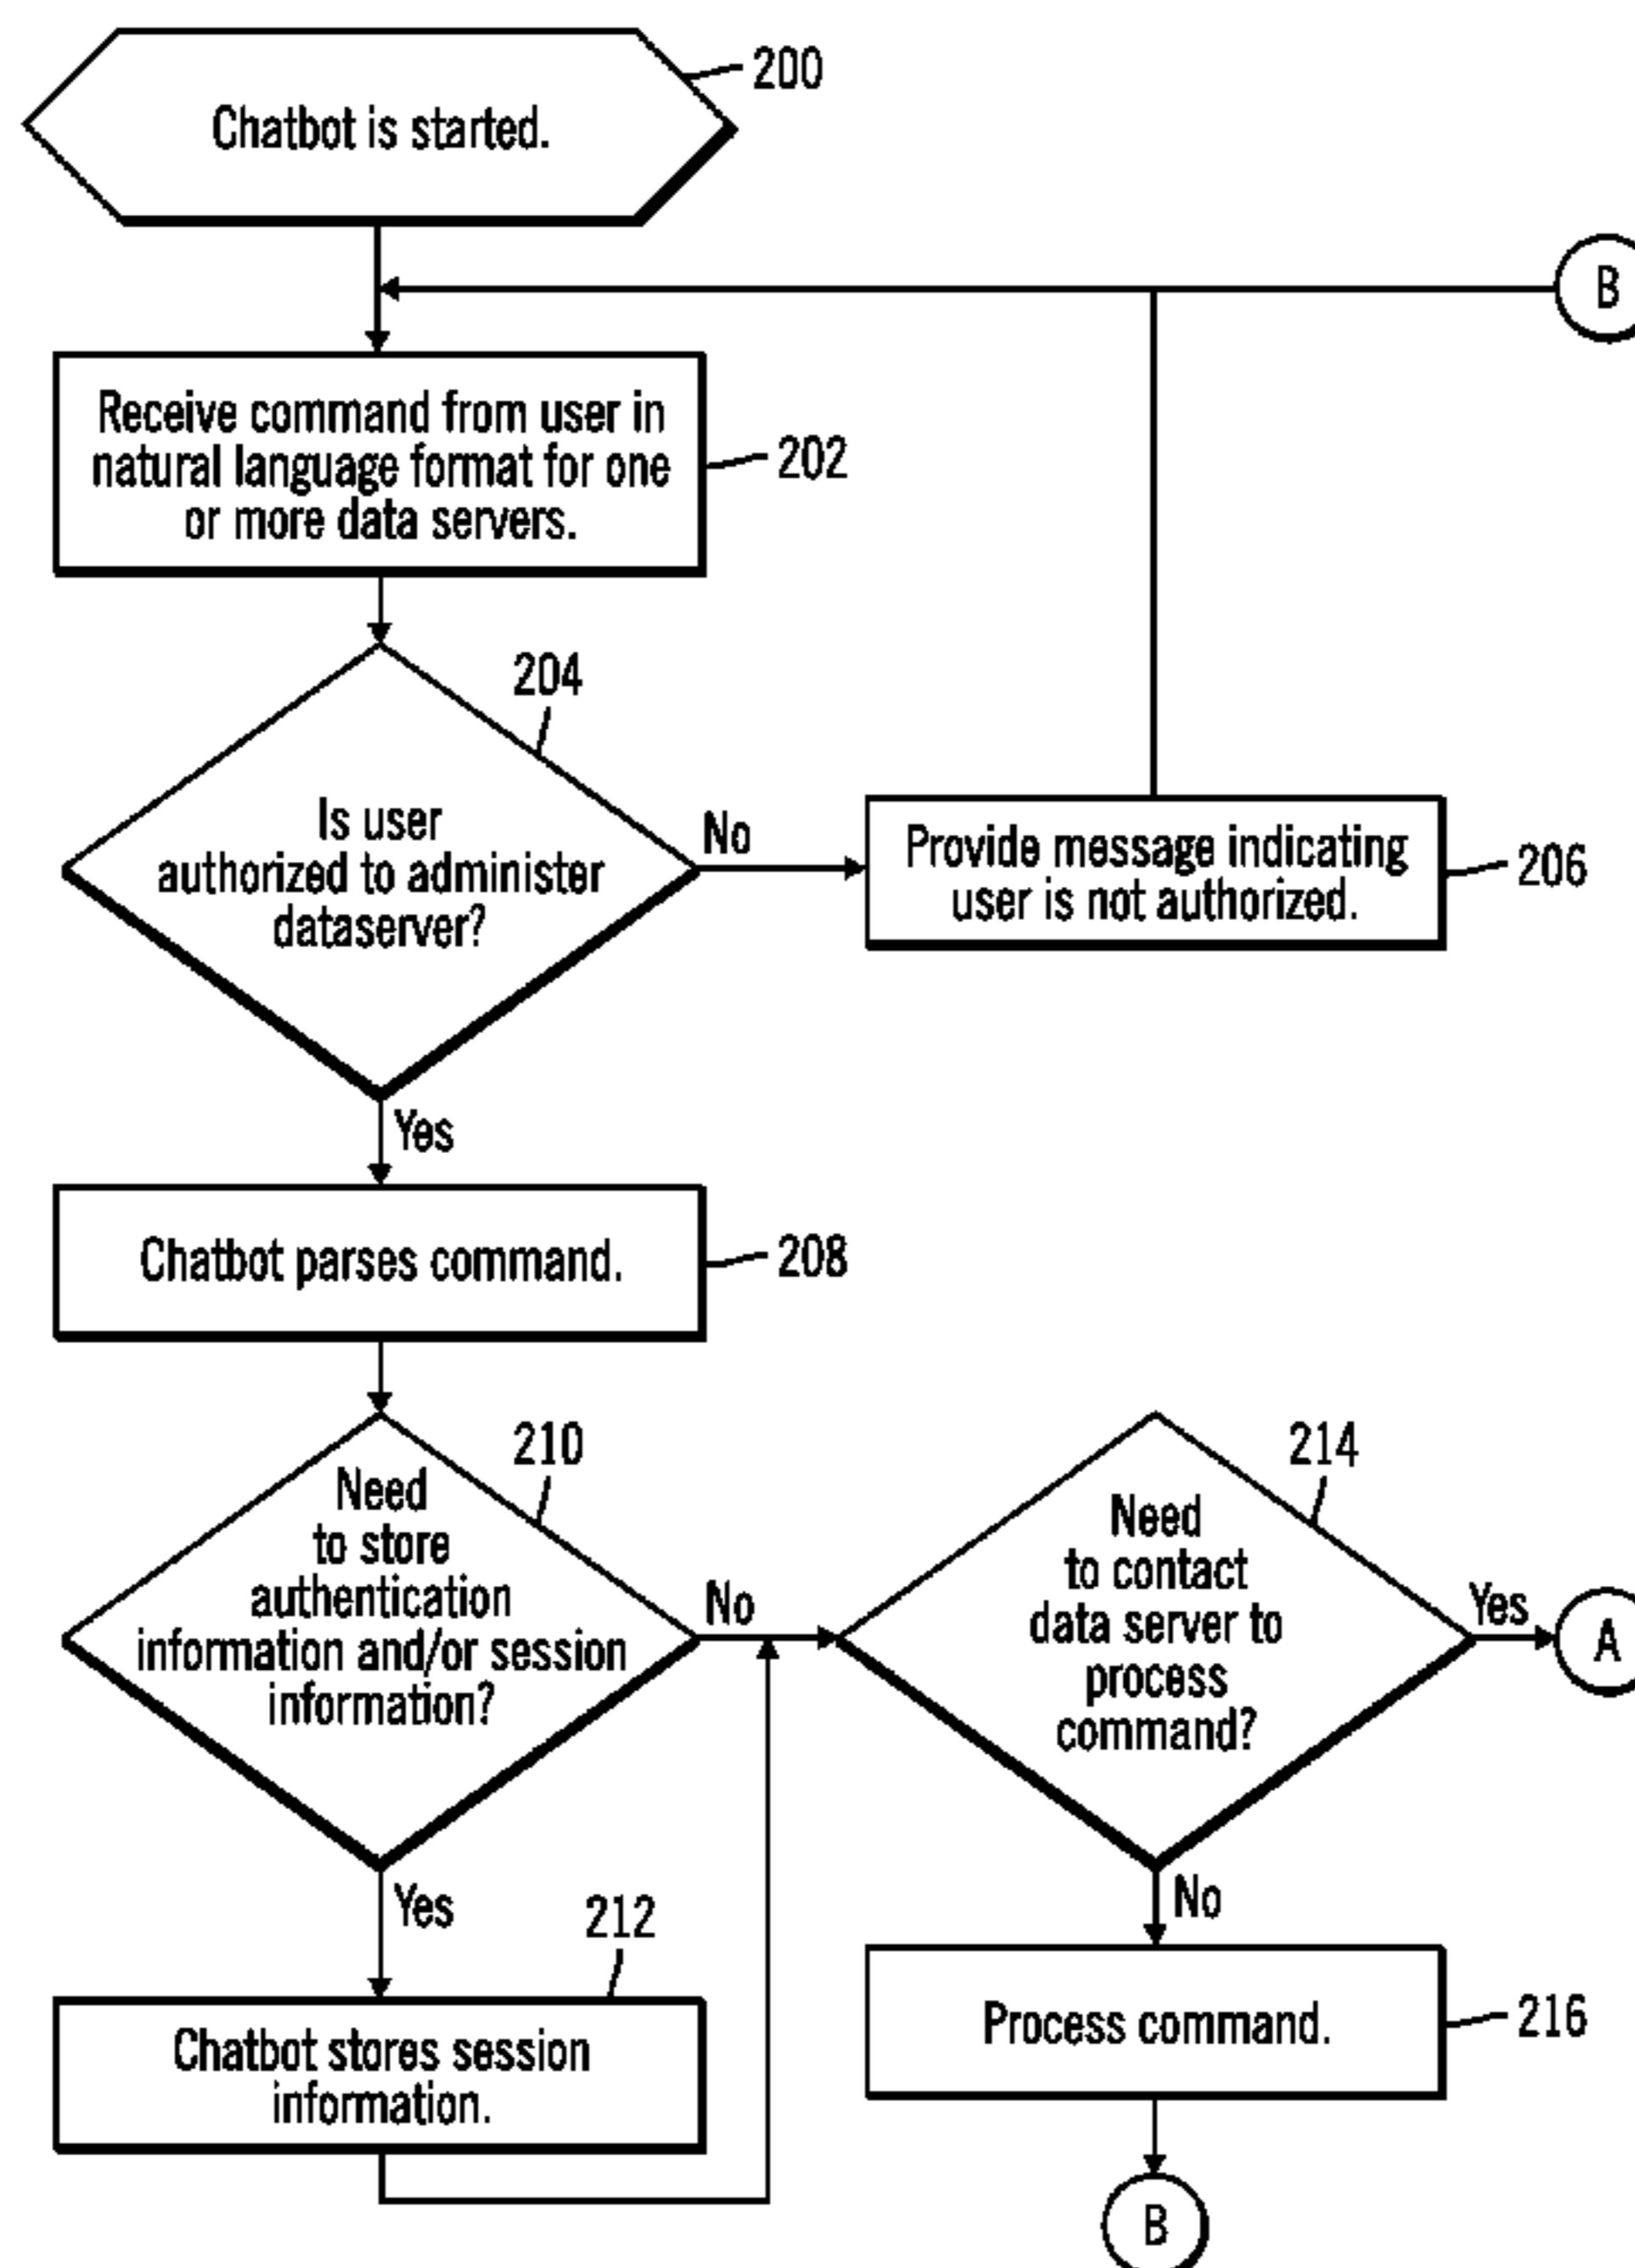 200
Chatbot is started.
B
Receive command from user in
natural language format for one
or more data servers.
202
204
Is user
authorized to administer
dataserver?
No
Provide message indicating
user is not authorized.
206
Yes
Chatbot parses command.
208
210
Need
to store
authentication
information and/or session
information?
No
214
Need
to contact
data server to
process
command?
Yes
A
Yes
212
Chatbot stores session
information.
No
Process command.
216
B